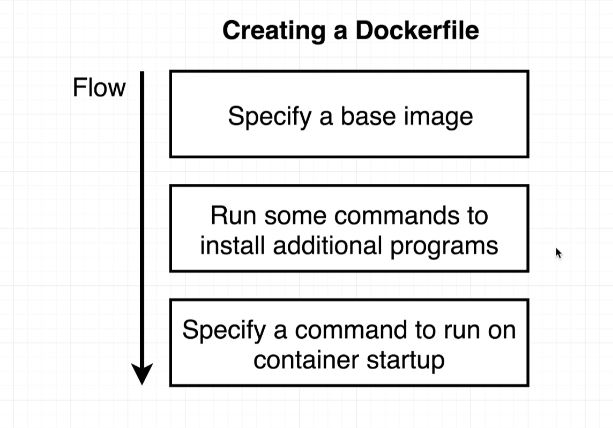 Creating a Dockerfile
Flow
Specify a base image
Run some commands to
install additional programs
Specify a command to run on
container startup